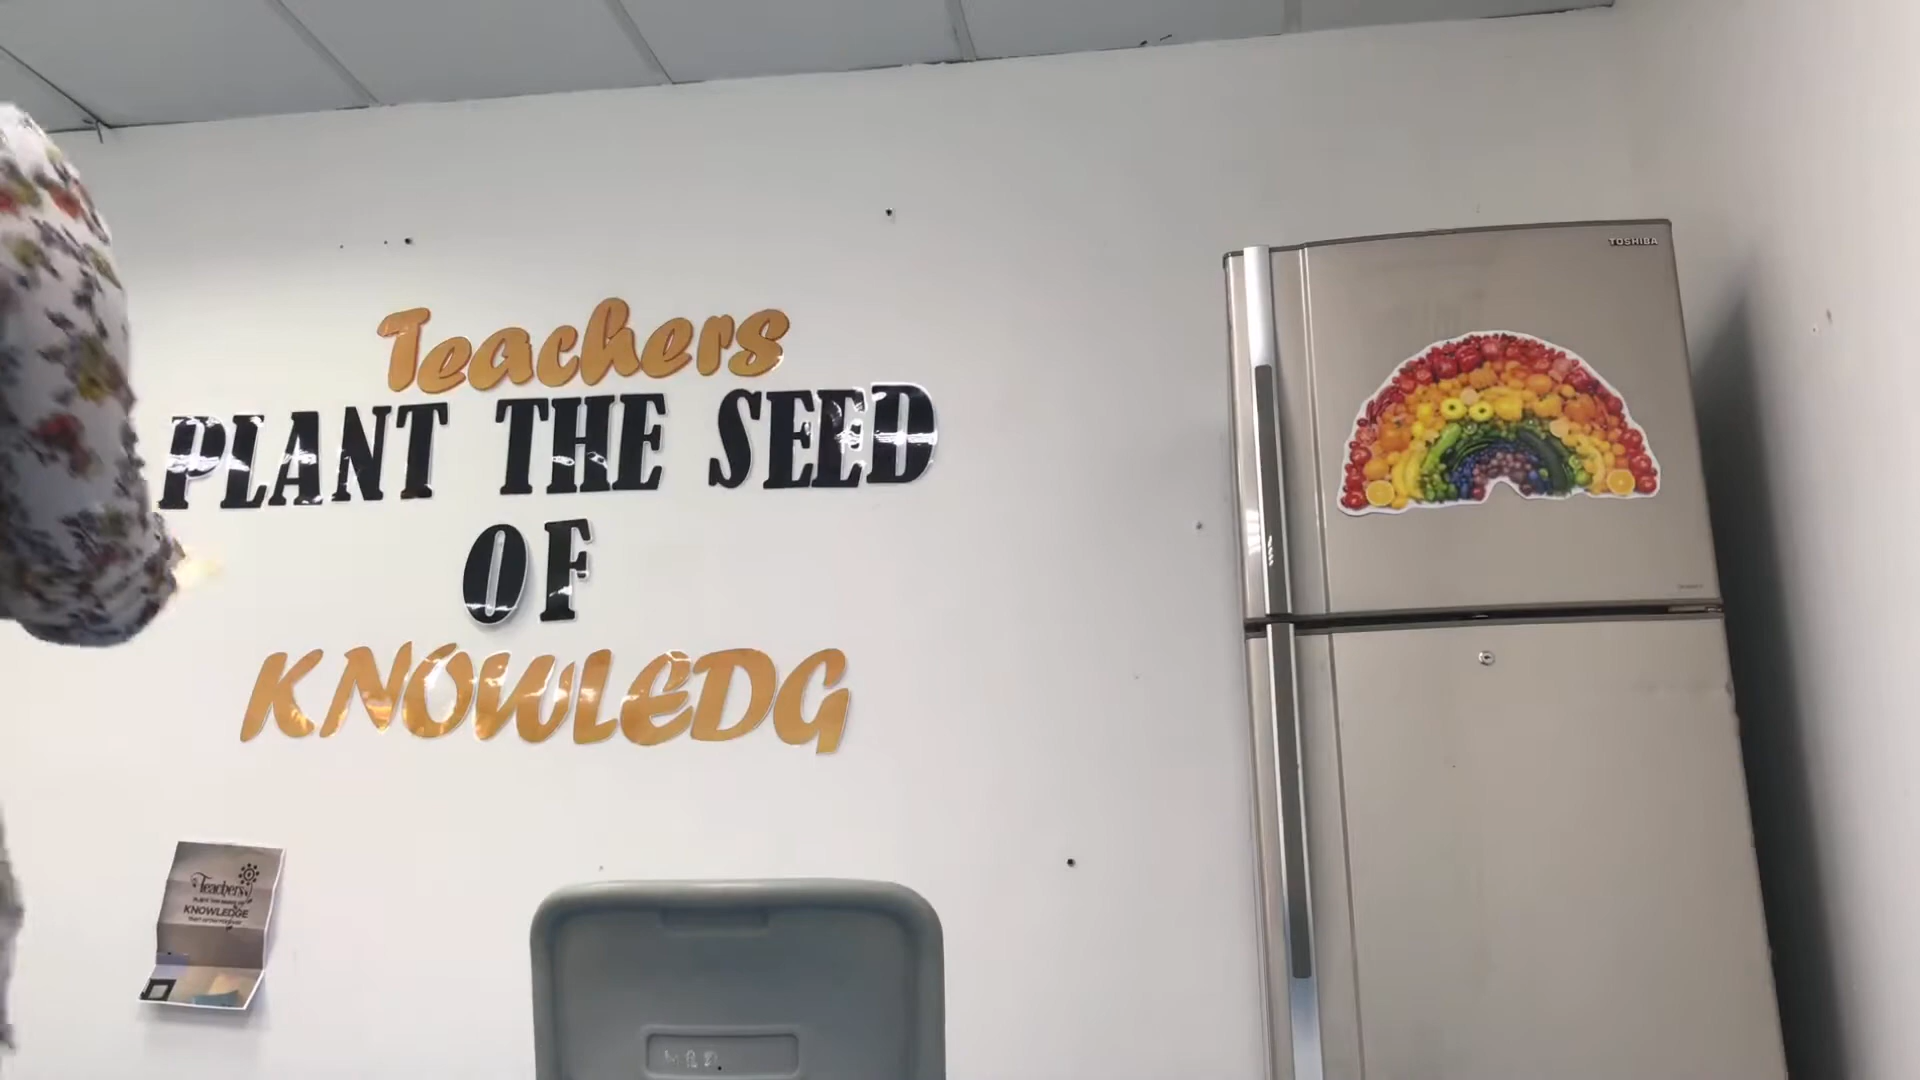 Teachers
PLANT THE SEED
OF
KNOWLEDG
TOSHIBA
Teachers
KNOWLEDGE